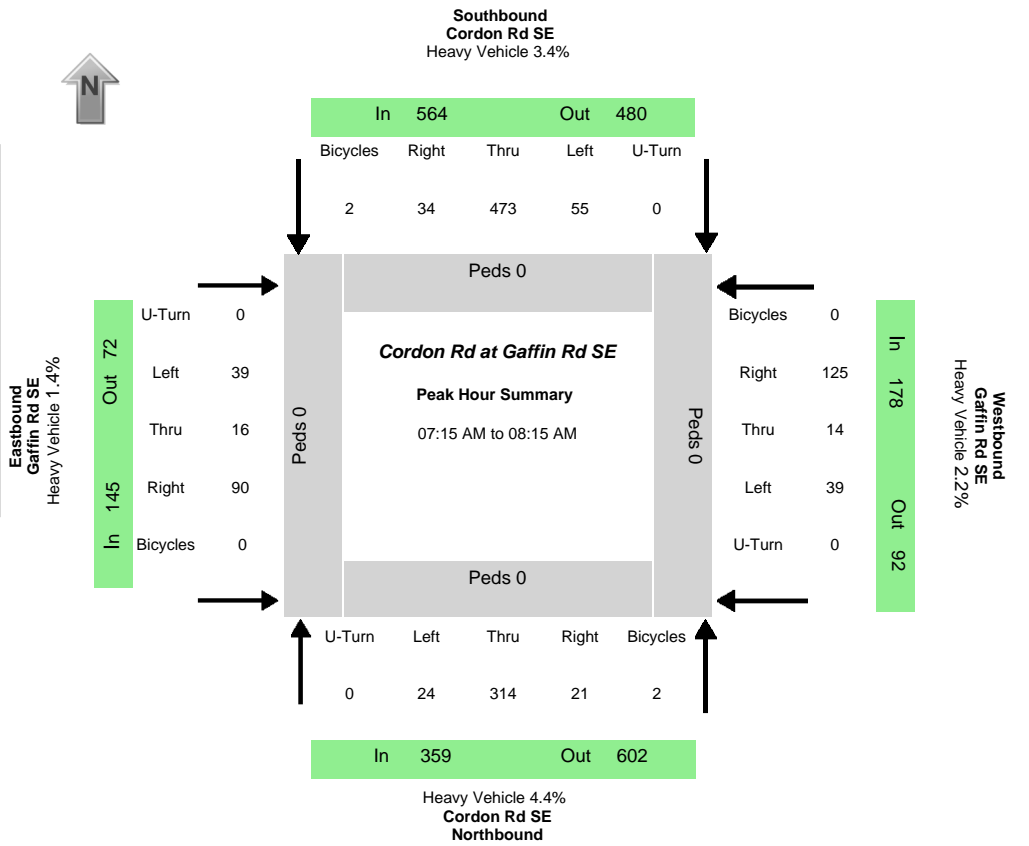 Southbound
Cordon Rd SE
Heavy Vehicle 3.4%
N
In 564 Out 480
Bicycles Right Thru Left U-Turn
2 34 473 55 0
Peds 0
Eastbound
Gaffin Rd SE
Heavy Vehicle 1.4%
In 145 Out 72
U-Turn 0
Left 39
Thru 16
Right 90
Bicycles 0
Peds 0
Cordon Rd at Gaffin Rd SE
Peak Hour Summary
07:15 AM to 08:15 AM
Peds 0
Bicycles 0
Right 125
Thru 14
Left 39
U-Turn 0
In 178 Out 92
Westbound
Gaffin Rd SE
Heavy Vehicle 2.2%
Peds 0
U-Turn Left Thru Right Bicycles
0 24 314 21 2
In 359 Out 602
Heavy Vehicle 4.4%
Cordon Rd SE
Northbound